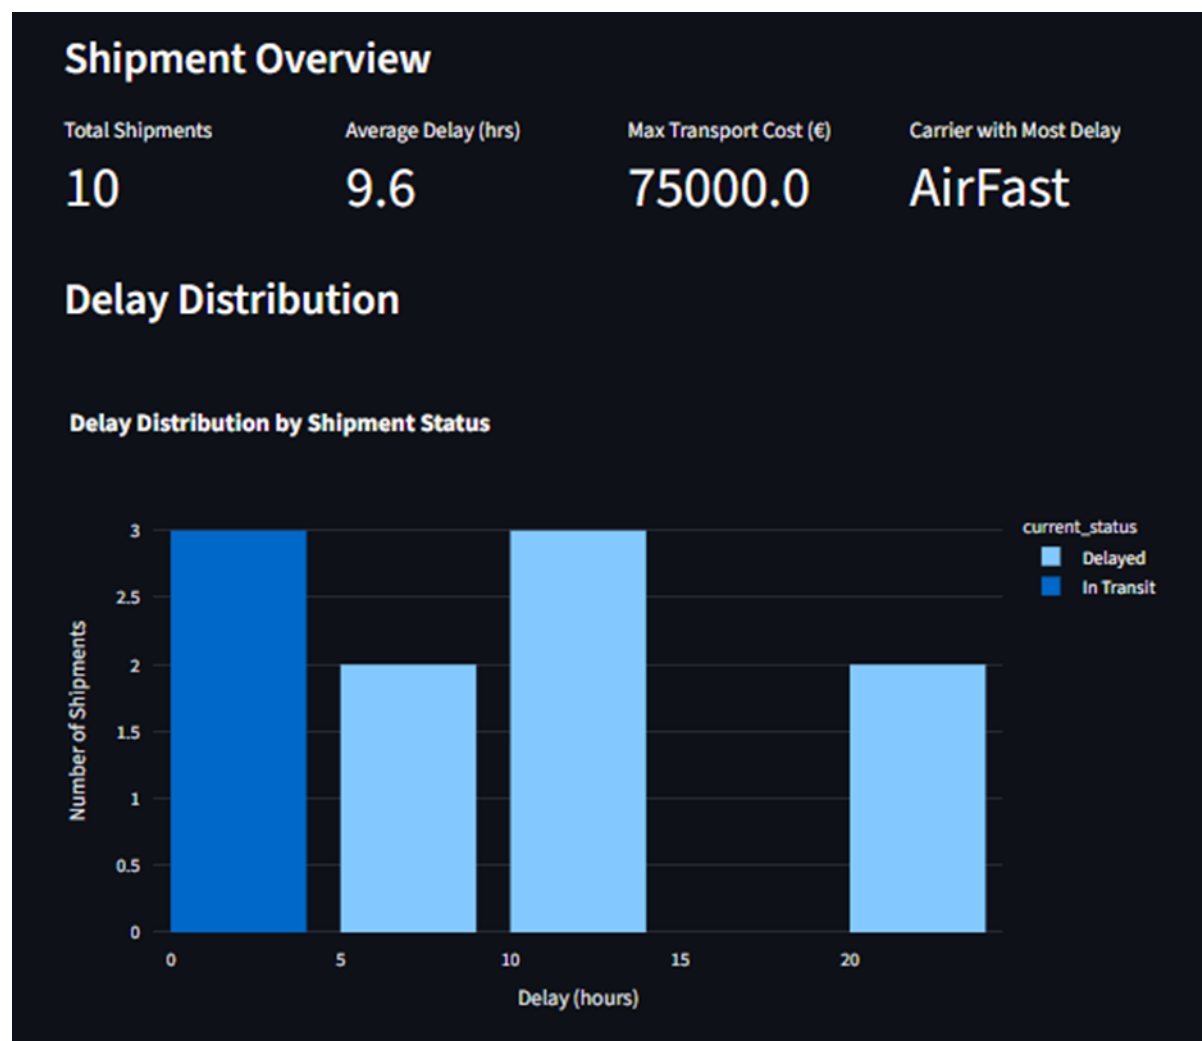 Shipment Overview
Total Shipments Average Delay (hrs) Max Transport Cost (€) Carrier with Most Delay
10 9.6 75000.0 AirFast
Delay Distribution
Delay Distribution by Shipment Status
current_status
Delayed
In Transit
Number of Shipments
3
2.5
2
1.5
1
0.5
0
0 5 10 15 20
Delay (hours)